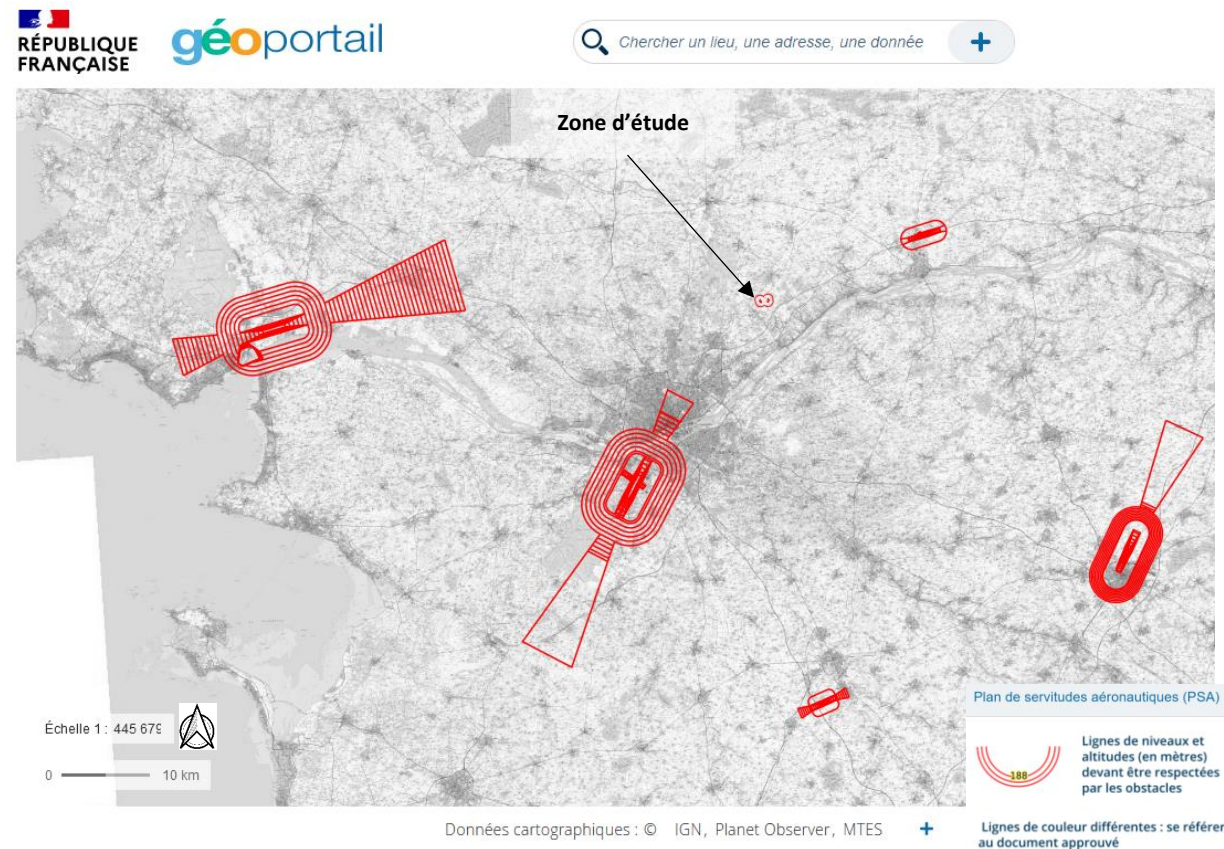 RÉPUBLIQUE
FRANÇAISE
géoportail
Chercher un lieu, une adresse, une donnée
+
Zone d'étude
Échelle 1 : 445 679
0
10 km
Plan de servitudes aéronautiques (PSA)
188
Lignes de niveaux et
altitudes (en mètres)
devant être respectées
par les obstacles
Lignes de couleur différentes : se référer
au document approuvé
Données cartographiques : © IGN, Planet Observer, MTES +